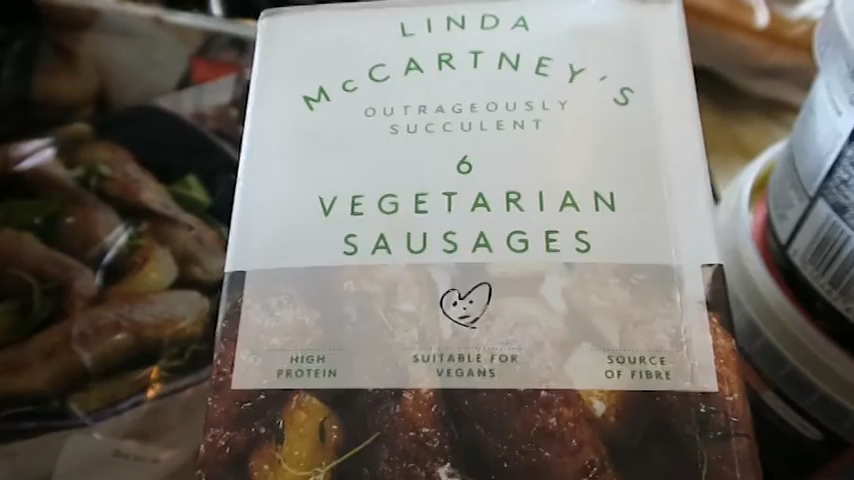 LINDA
McCARTNEY'S
OUTRAGEOUSLY
SUCCULENT
6
VEGETARIAN
SAUSAGES
HIGH
PROTEIN
SUITABLE FOR
VEGANS
SOURCE
OF FIBRE